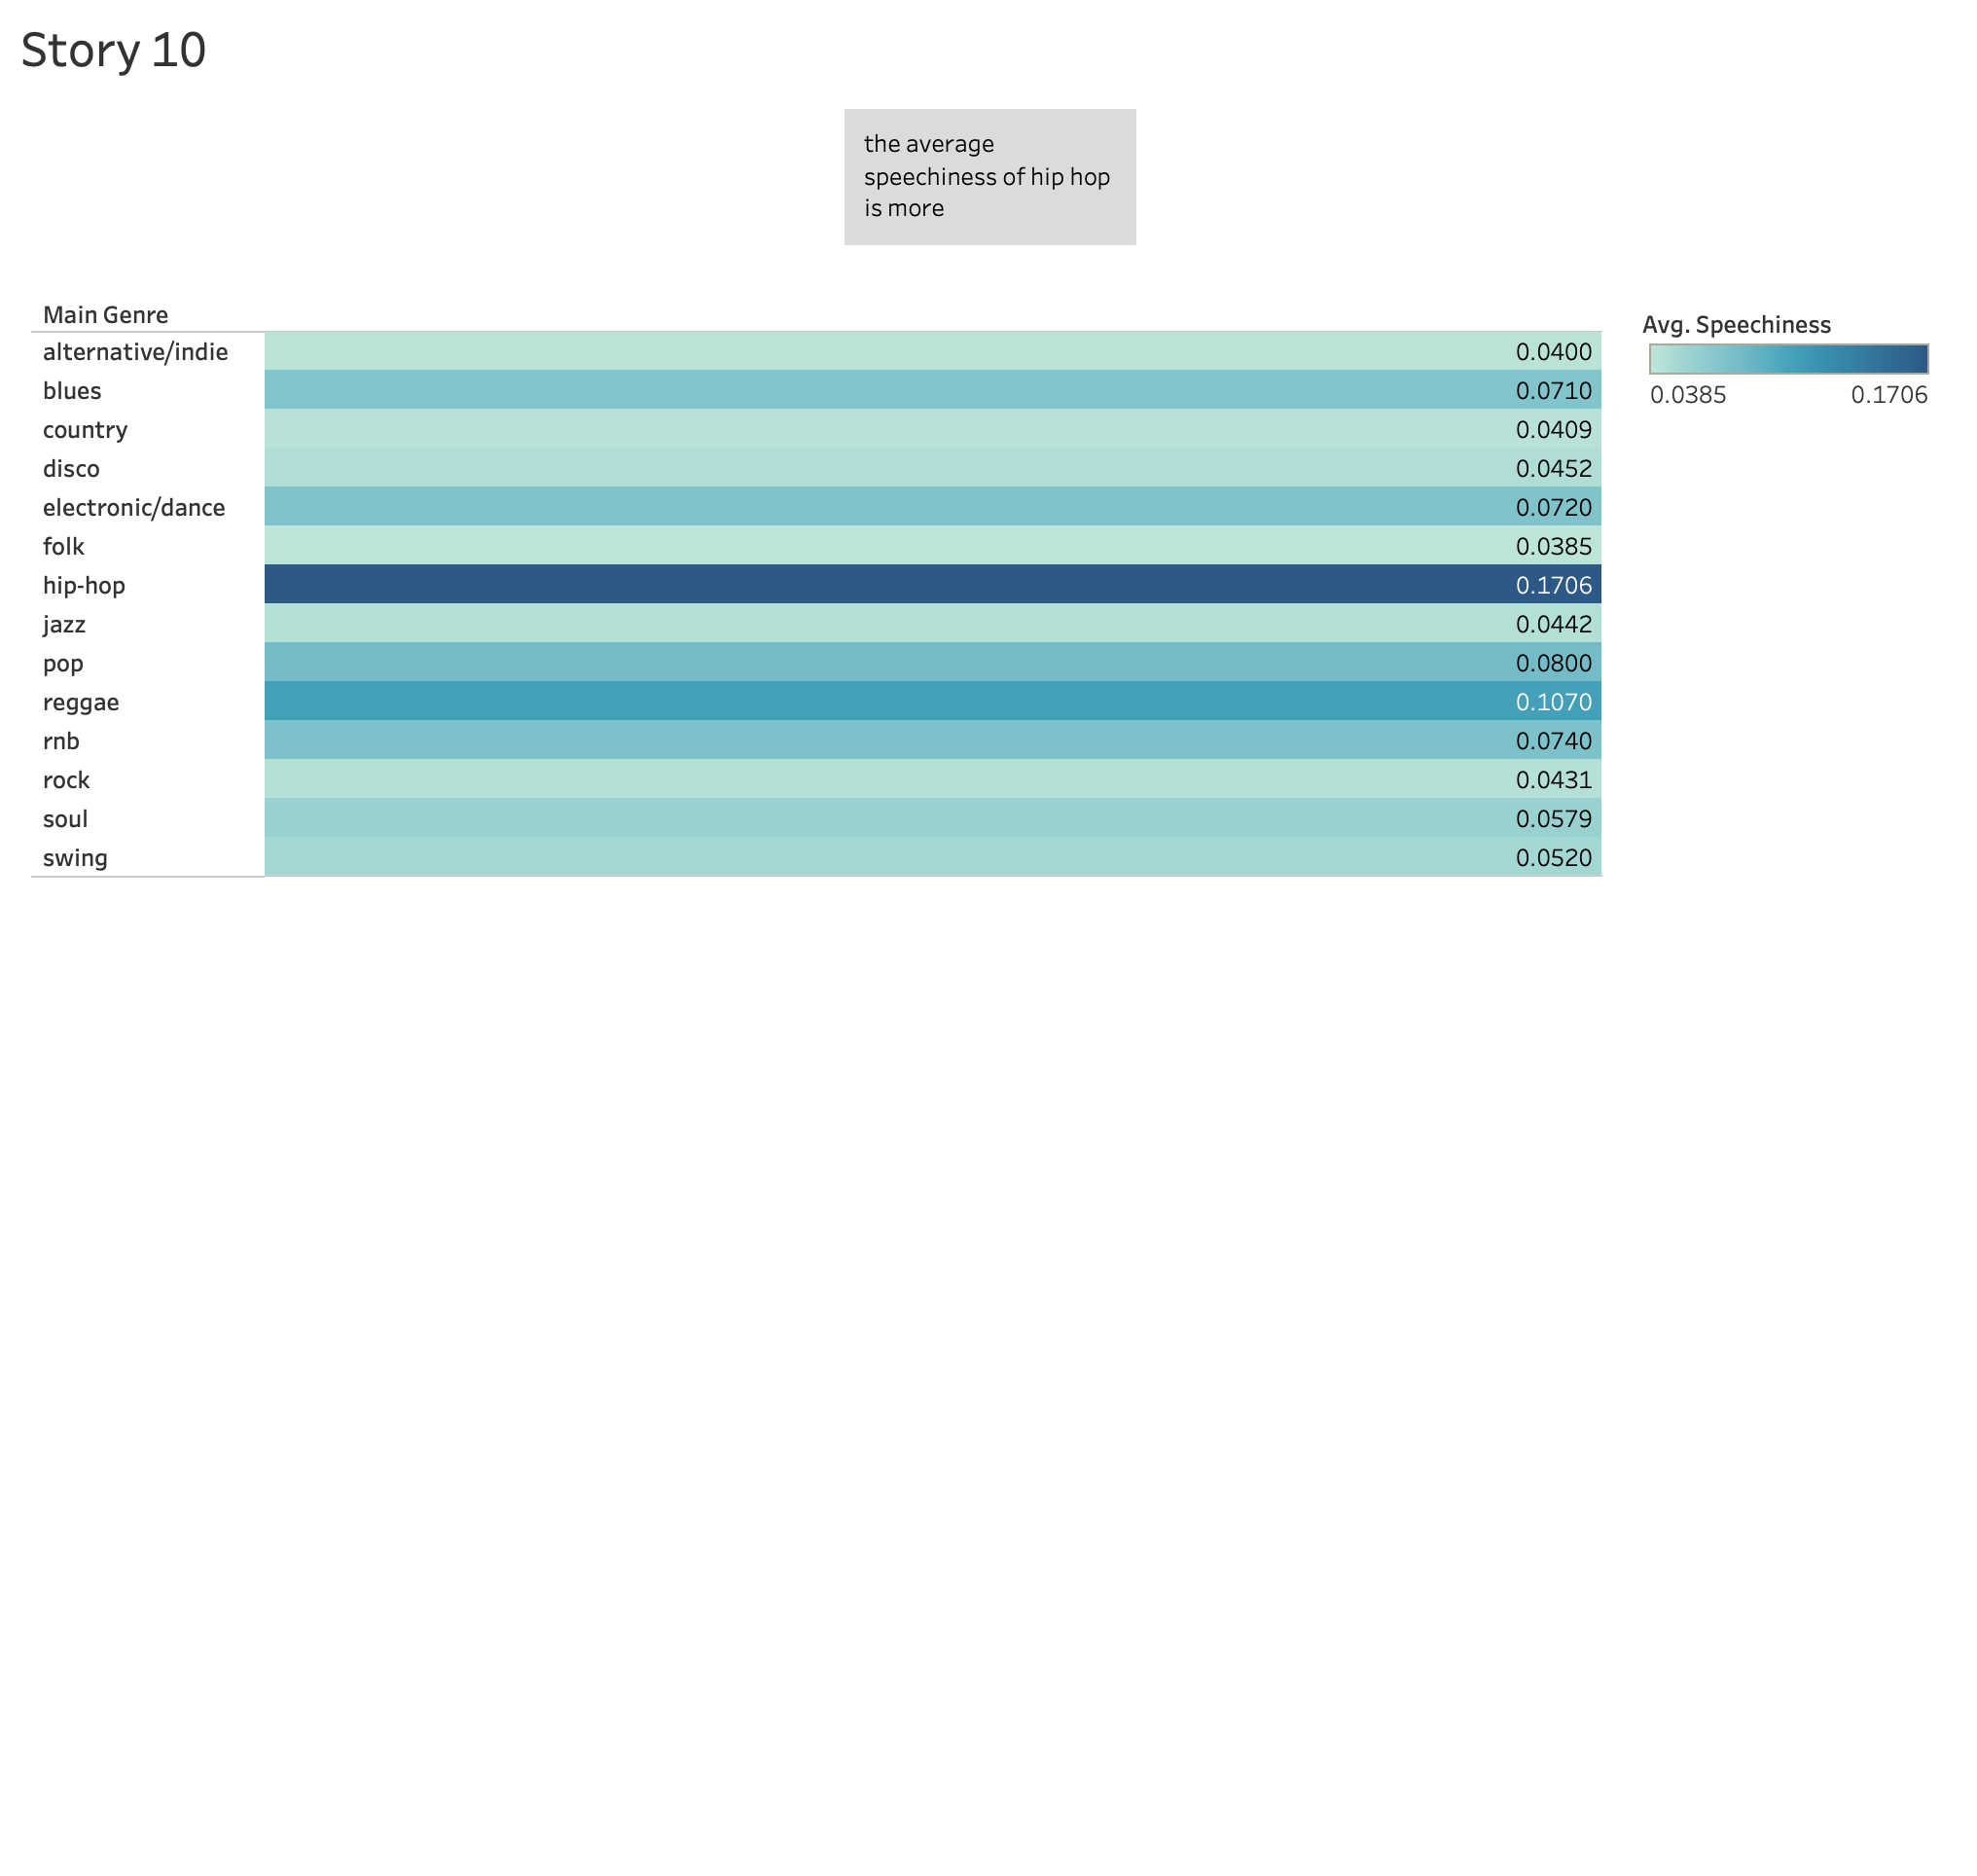 Story 10
the average
speechiness of hip hop
is more
Main Genre
alternative/indie 0.0400
blues 0.0710
country 0.0409
disco 0.0452
electronic/dance 0.0720
folk 0.0385
hip-hop 0.1706
jazz 0.0442
pop 0.0800
reggae 0.1070
rnb 0.0740
rock 0.0431
soul 0.0579
swing 0.0520
Avg. Speechiness
0.0385 0.1706